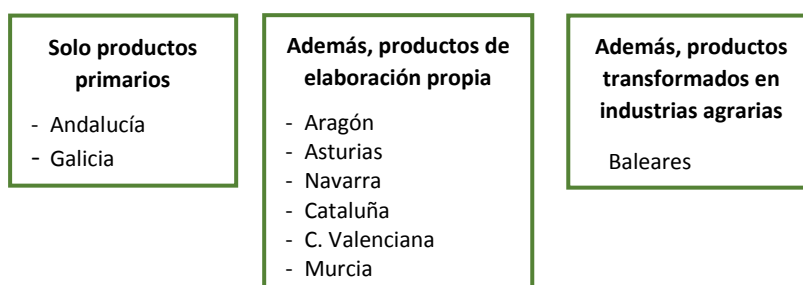 Solo productos
primarios
- Andalucía
- Galicia
Además, productos de
elaboración propia
- Aragón
- Asturias
- Navarra
- Cataluña
- C. Valenciana
- Murcia
Además, productos
transformados en
industrias agrarias
Baleares